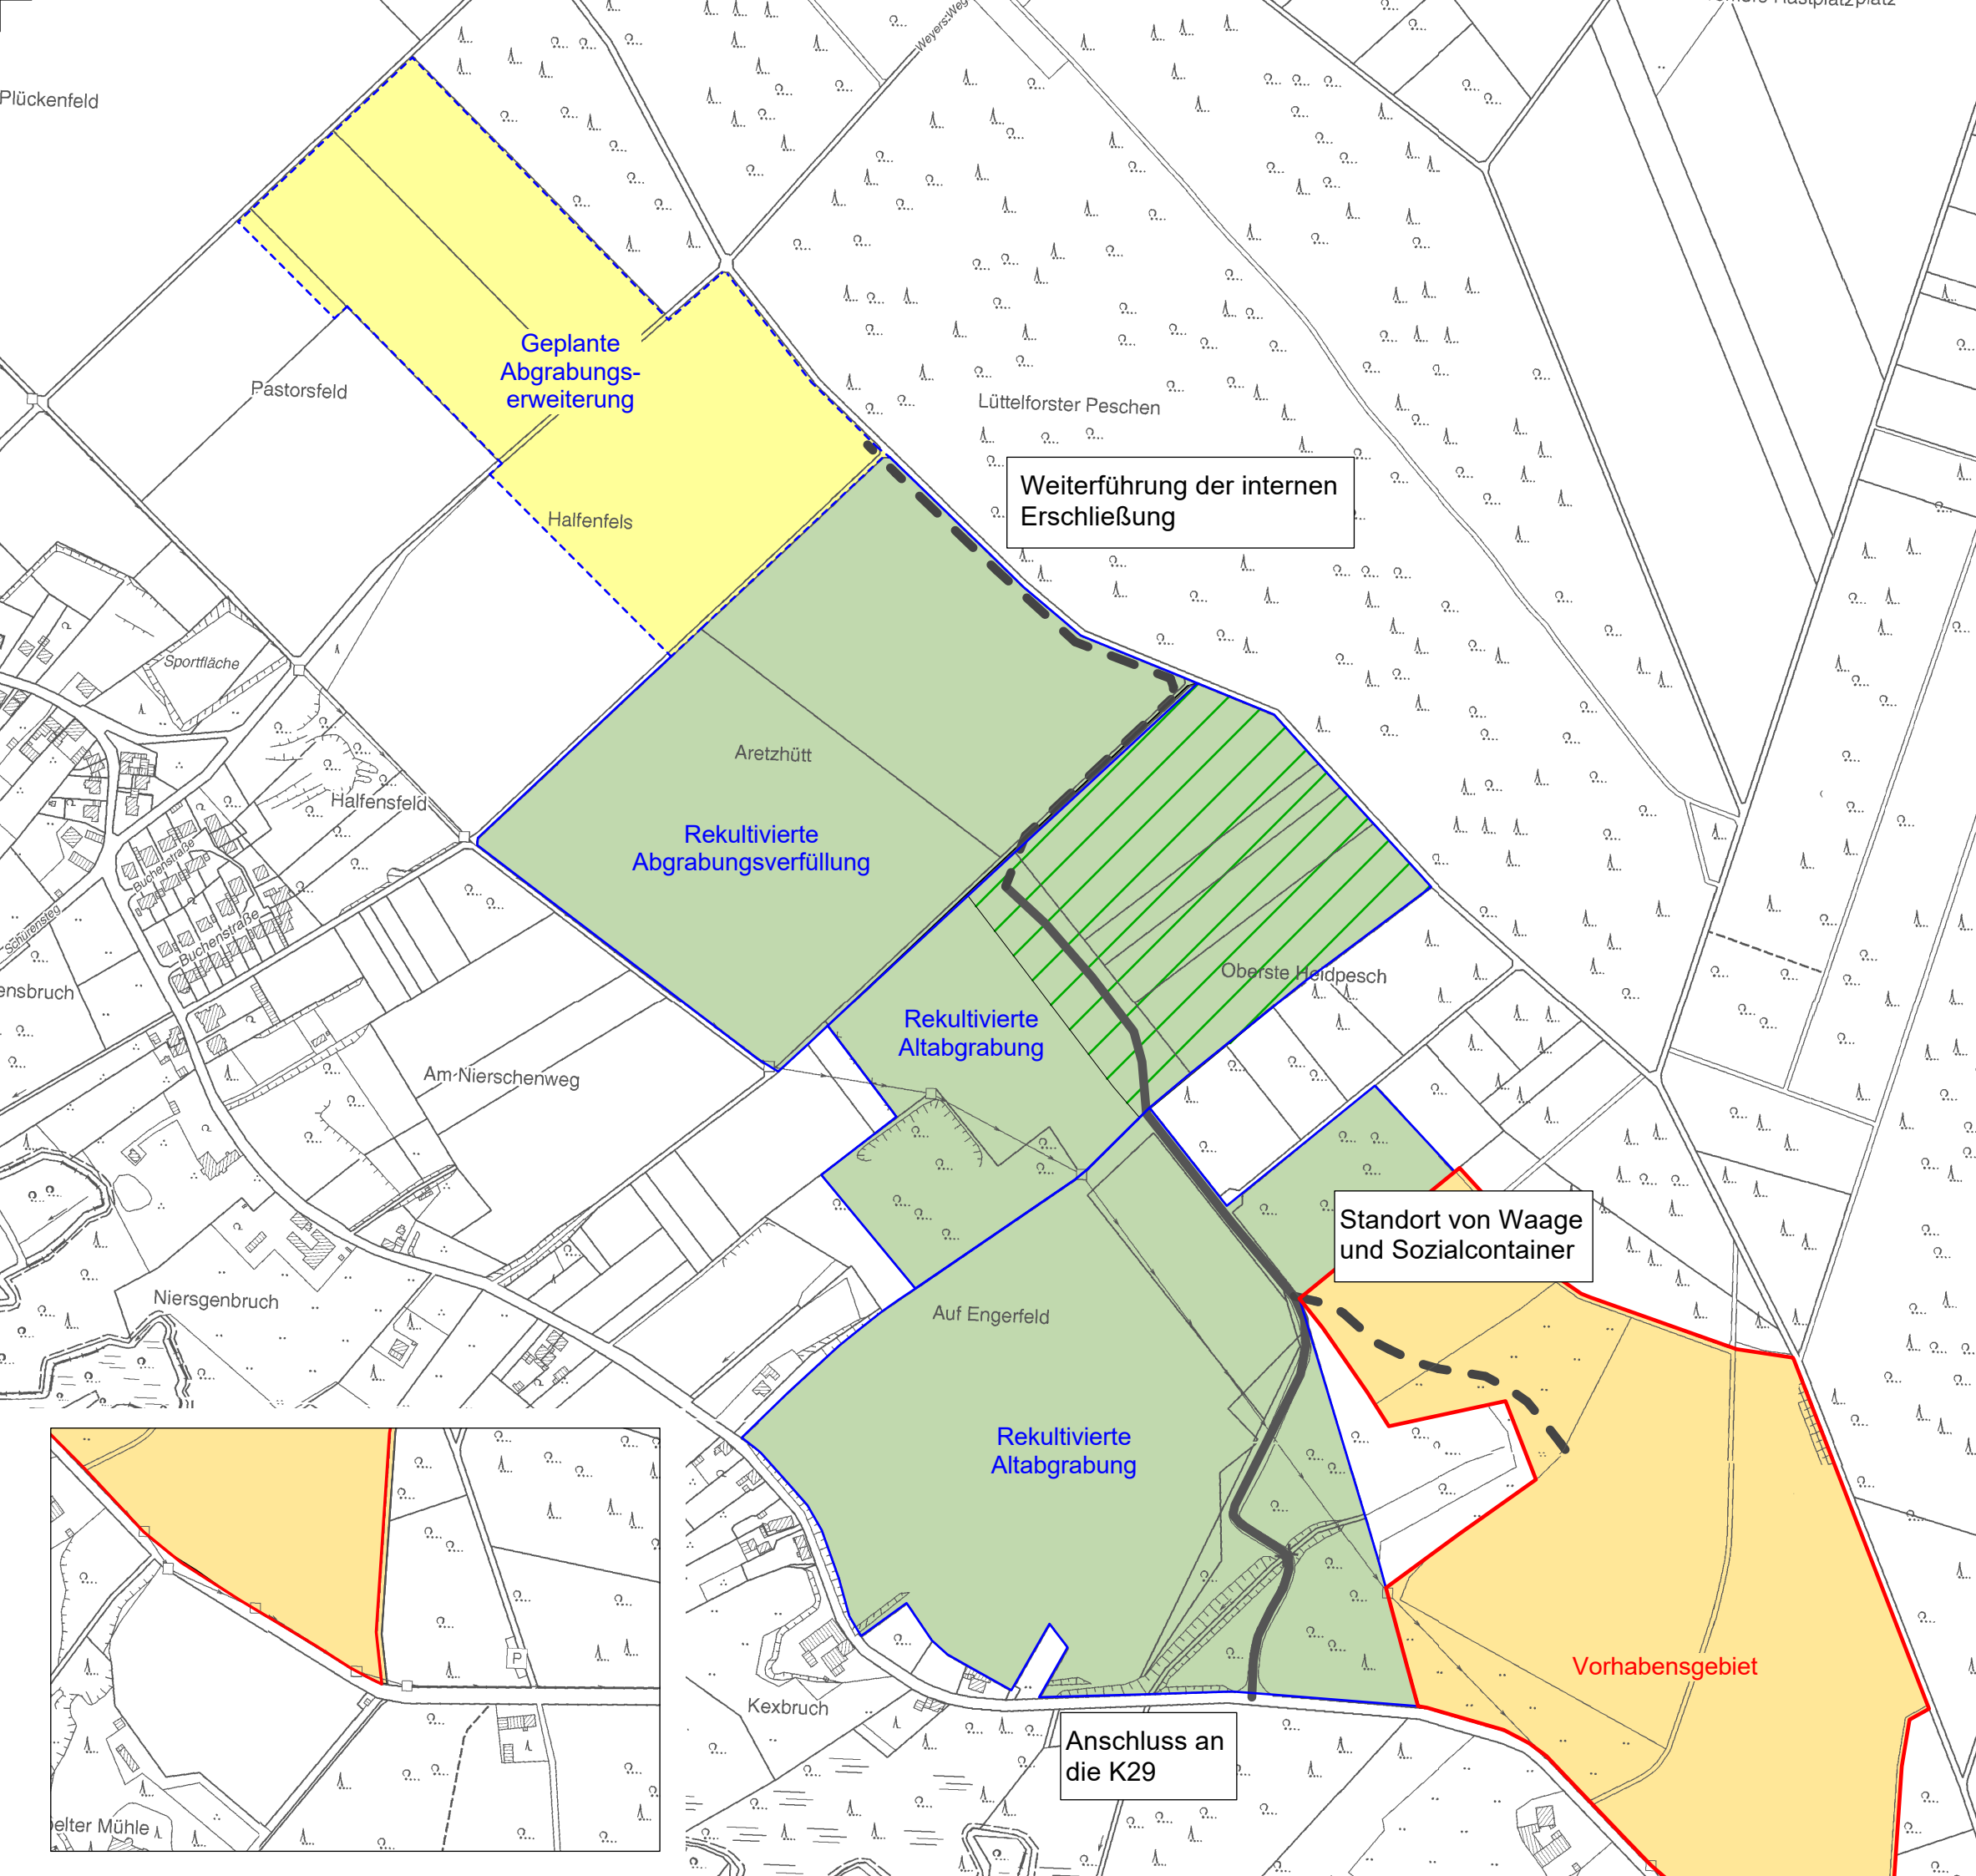 Plückenfeld
Weyers-Weg
Geplante
Abgrabungs-
erweiterung
Pastorsfeld
Lüttelforster Peschen
Weiterführung der internen
Erschließung
Halfenfels
Sportfläche
Aretzhütt
Halfensfeld
Rekultivierte
Abgrabungsverfüllung
Buchenstraße
Buchenstraße
Schürensteg
ensbruch
Oberste Heidpesch
Rekultivierte
Altabgrabung
Am-Nierschenweg
Standort von Waage
und Sozialcontainer
Niersgenbruch
Auf Engerfeld
Rekultivierte
Altabgrabung
Vorhabensgebiet
P
Kexbruch
Anschluss an
die K29
elter Mühle